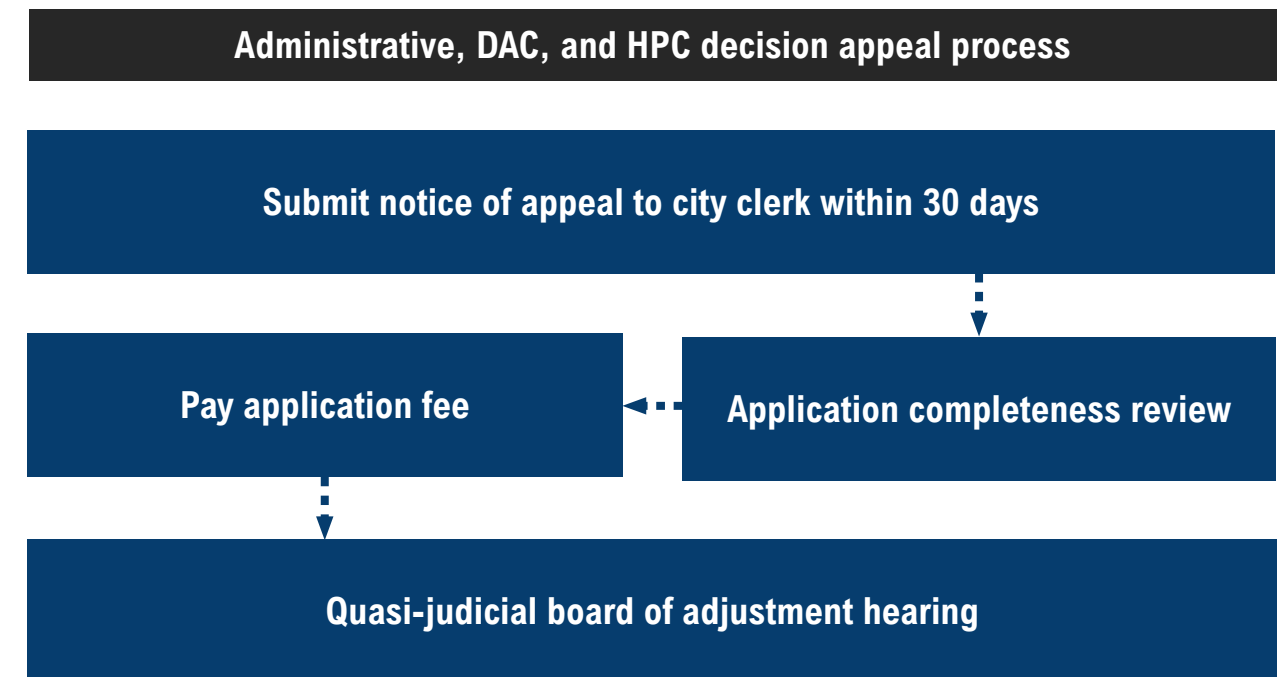 Administrative, DAC, and HPC decision appeal process
Submit notice of appeal to city clerk within 30 days
Pay application fee
Application completeness review
Quasi-judicial board of adjustment hearing